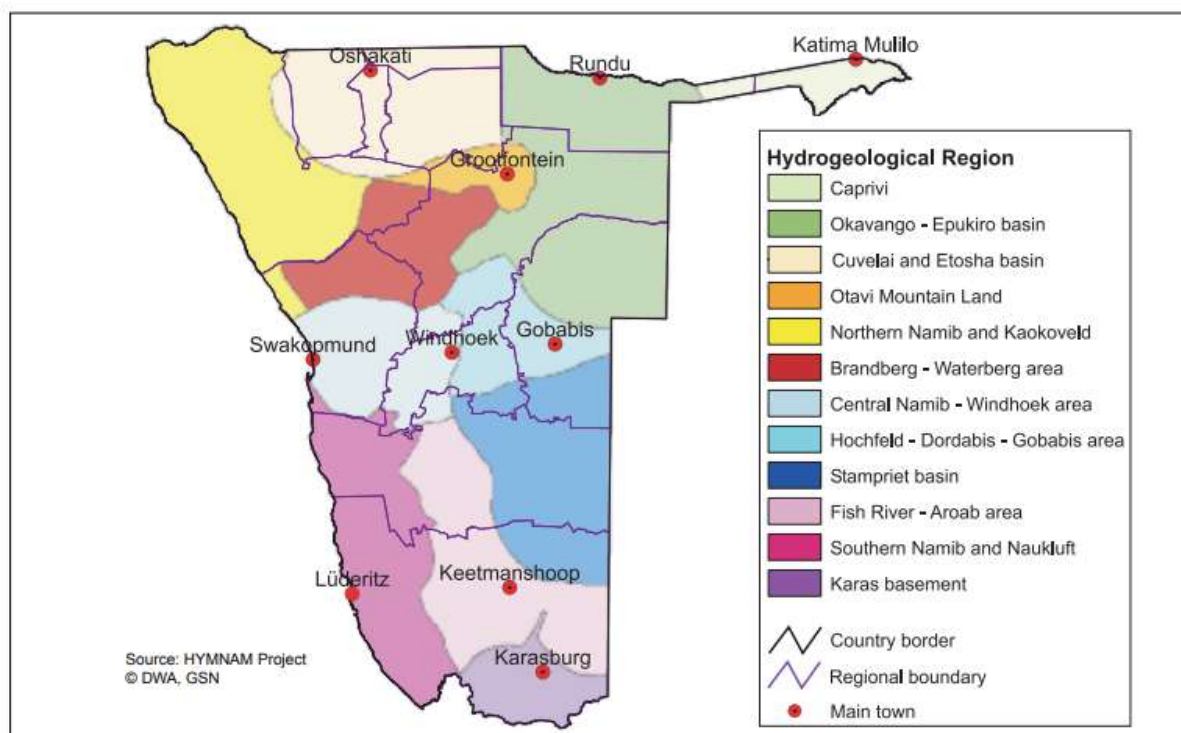 Katima Mulilo
Oshakati
Rundu
Grootfontein
Swakopmund
Windhoek
Gobabis
Lüderitz
Keetmanshoop
Karasburg
Source: HYMNAM Project
© DWA, GSN
Hydrogeological Region
Caprivi
Okavango - Epukiro basin
Cuvelai and Etosha basin
Otavi Mountain Land
Northern Namib and Kaokoveld
Brandberg - Waterberg area
Central Namib - Windhoek area
Hochfeld - Dordabis - Gobabis area
Stampriet basin
Fish River - Aroab area
Southern Namib and Naukluft
Karas basement
Country border
Regional boundary
Main town